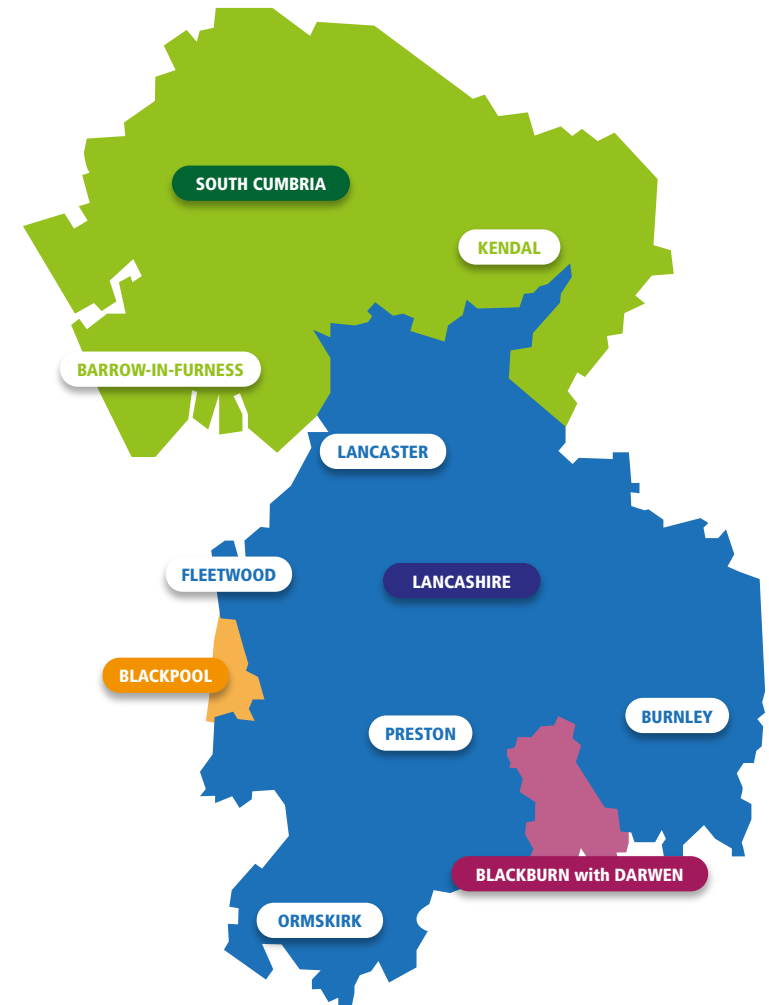 SOUTH CUMBRIA
KENDAL
BARROW-IN-FURNESS
LANCASTER
FLEETWOOD
LANCASHIRE
BLACKPOOL
BURNLEY
PRESTON
BLACKBURN with DARWEN
ORMSKIRK